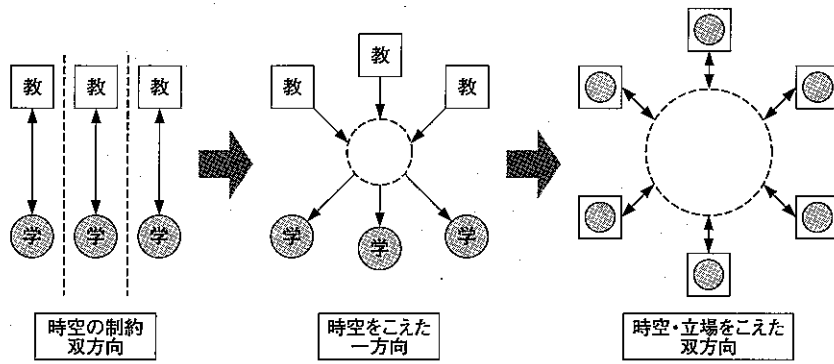 教 教 教
学 学 学
時空の制約
双方向
教
教 教
学 学 学
時空をこえた
一方向
時空・立場をこえた
双方向